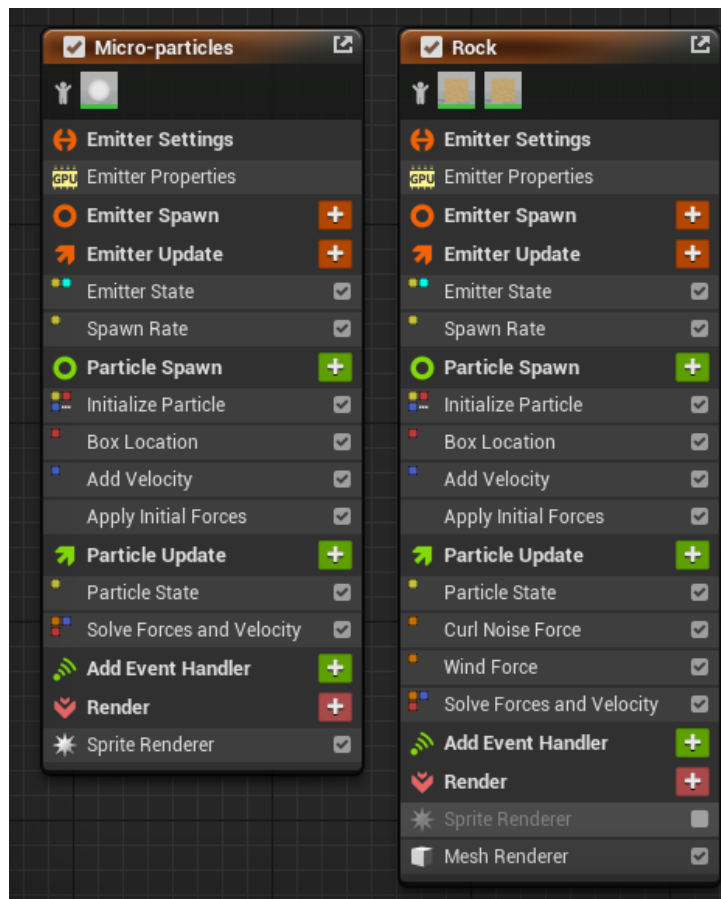 Micro-particles
Emitter Settings
GPU Emitter Properties
Emitter Spawn
Emitter Update
Emitter State
Spawn Rate
Particle Spawn
Initialize Particle
Box Location
Add Velocity
Apply Initial Forces
Particle Update
Particle State
Solve Forces and Velocity
Add Event Handler
Render
Sprite Renderer
Rock
Emitter Settings
GPU Emitter Properties
Emitter Spawn
Emitter Update
Emitter State
Spawn Rate
Particle Spawn
Initialize Particle
Box Location
Add Velocity
Apply Initial Forces
Particle Update
Particle State
Curl Noise Force
Wind Force
Solve Forces and Velocity
Add Event Handler
Render
Sprite Renderer
Mesh Renderer